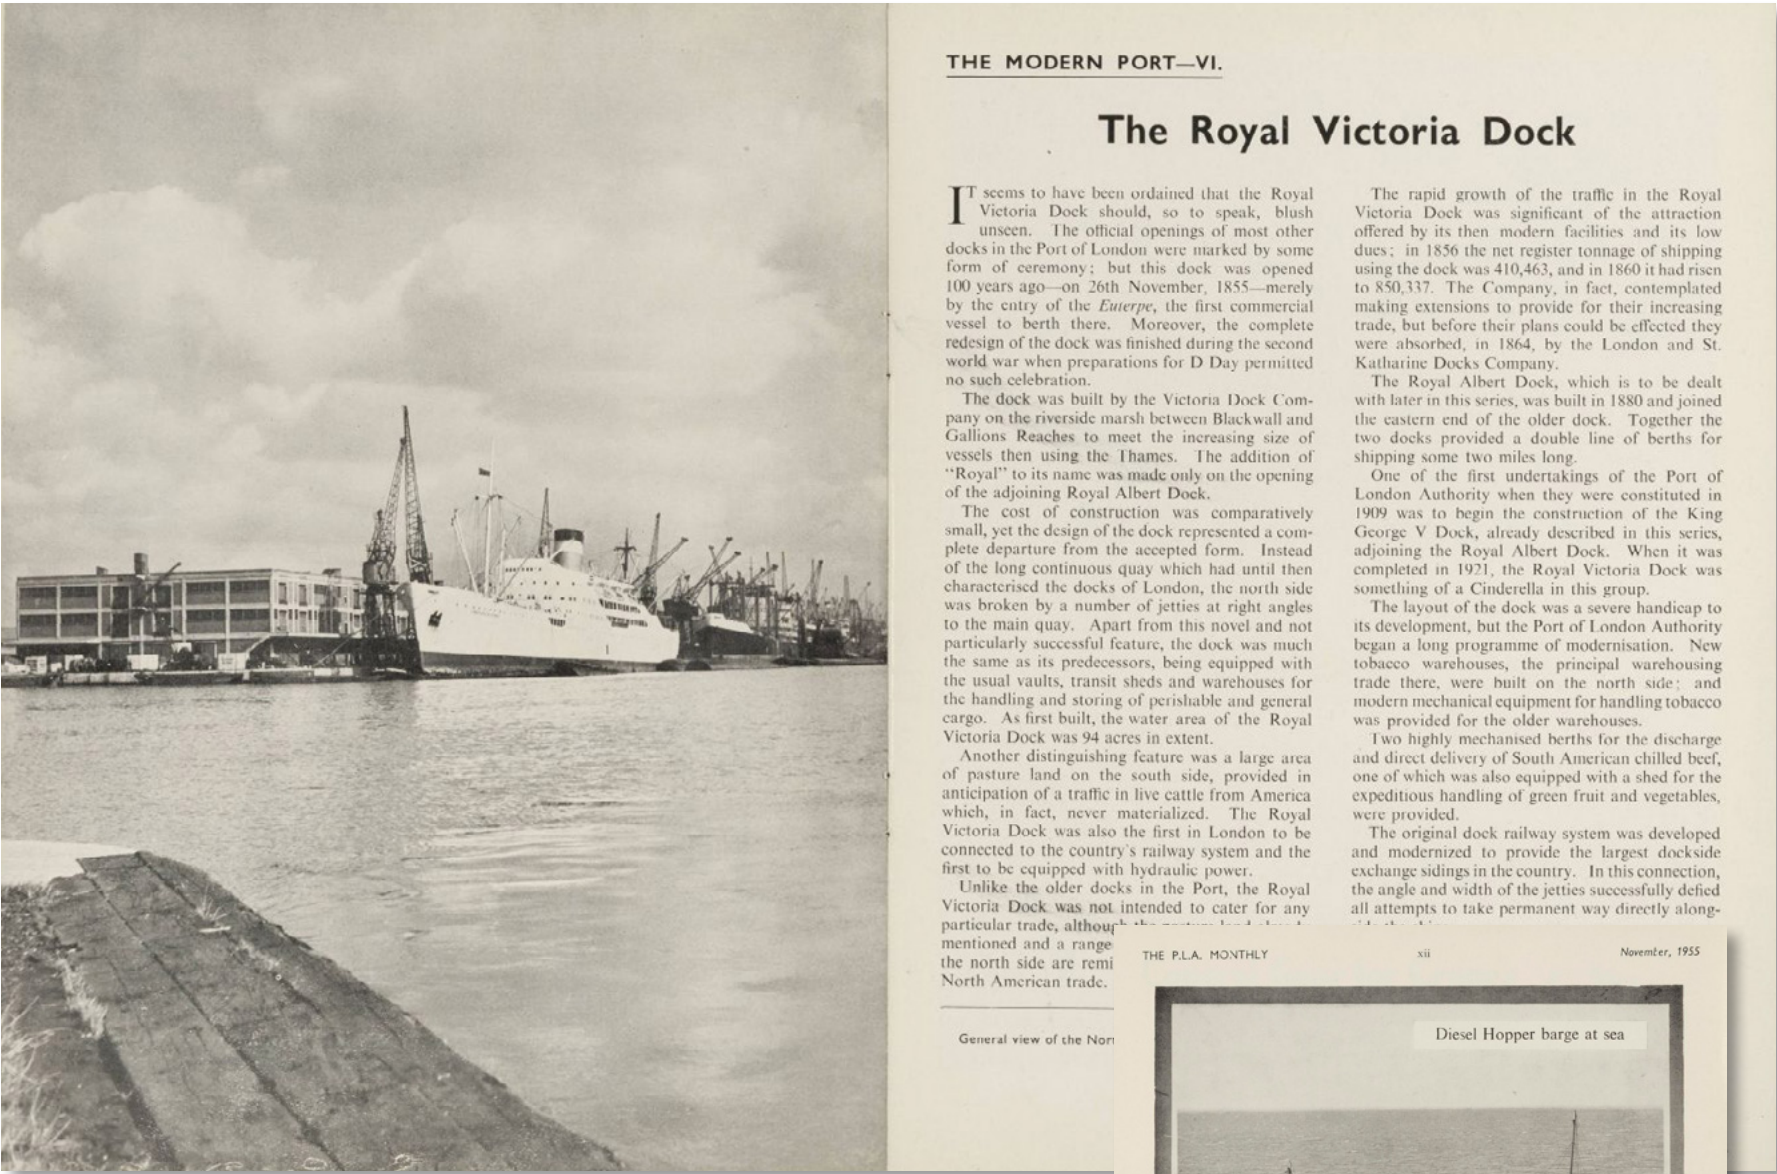 THE MODERN PORT—VI.
The Royal Victoria Dock
IT seems to have been ordained that the Royal
Victoria Dock should, so to speak, blush
unseen. The official openings of most other
docks in the Port of London were marked by some
form of ceremony; but this dock was opened
100 years ago—on 26th November, 1855—merely
by the entry of the Euterpe, the first commercial
vessel to berth there. Moreover, the complete
redesign of the dock was finished during the second
world war when preparations for D Day permitted
no such celebration.
The dock was built by the Victoria Dock Com-
pany on the riverside marsh between Blackwall and
Gallions Reaches to meet the increasing size of
vessels then using the Thames. The addition of
"Royal" to its name was made only on the opening
of the adjoining Royal Albert Dock.
The cost of construction was comparatively
small, yet the design of the dock represented a com-
plete departure from the accepted form. Instead
of the long continuous quay which had until then
characterised the docks of London, the north side
was broken by a number of jetties at right angles
to the main quay. Apart from this novel and not
particularly successful feature, the dock was much
the same as its predecessors, being equipped with
the usual vaults, transit sheds and warehouses for
the handling and storing of perishable and general
cargo. As first built, the water area of the Royal
Victoria Dock was 94 acres in extent.
Another distinguishing feature was a large area
of pasture land on the south side, provided in
anticipation of a traffic in live cattle from America
which, in fact, never materialized. The Royal
Victoria Dock was also the first in London to be
connected to the country's railway system and the
first to be equipped with hydraulic power.
Unlike the older docks in the Port, the Royal
Victoria Dock was not intended to cater for any
particular trade, although the pasture land already
mentioned and a range
the north side are remi
North American trade.
General view of the Nor
The rapid growth of the traffic in the Royal
Victoria Dock was significant of the attraction
offered by its then modern facilities and its low
dues; in 1856 the net register tonnage of shipping
using the dock was 410,463, and in 1860 it had risen
to 850,337. The Company, in fact, contemplated
making extensions to provide for their increasing
trade, but before their plans could be effected they
were absorbed, in 1864, by the London and St.
Katharine Docks Company.
The Royal Albert Dock, which is to be dealt
with later in this series, was built in 1880 and joined
the eastern end of the older dock. Together the
two docks provided a double line of berths for
shipping some two miles long.
One of the first undertakings of the Port of
London Authority when they were constituted in
1909 was to begin the construction of the King
George V Dock, already described in this series,
adjoining the Royal Albert Dock. When it was
completed in 1921, the Royal Victoria Dock was
something of a Cinderella in this group.
The layout of the dock was a severe handicap to
its development, but the Port of London Authority
began a long programme of modernisation. New
tobacco warehouses, the principal warehousing
trade there, were built on the north side; and
modern mechanical equipment for handling tobacco
was provided for the older warehouses.
Two highly mechanised berths for the discharge
and direct delivery of South American chilled beef,
one of which was also equipped with a shed for the
expeditious handling of green fruit and vegetables,
were provided.
The original dock railway system was developed
and modernized to provide the largest dockside
exchange sidings in the country. In this connection,
the angle and width of the jetties successfully defied
all attempts to take permanent way directly along-
THE P.L.A. MONTHLY
xii
November, 1955
Diesel Hopper barge at sea